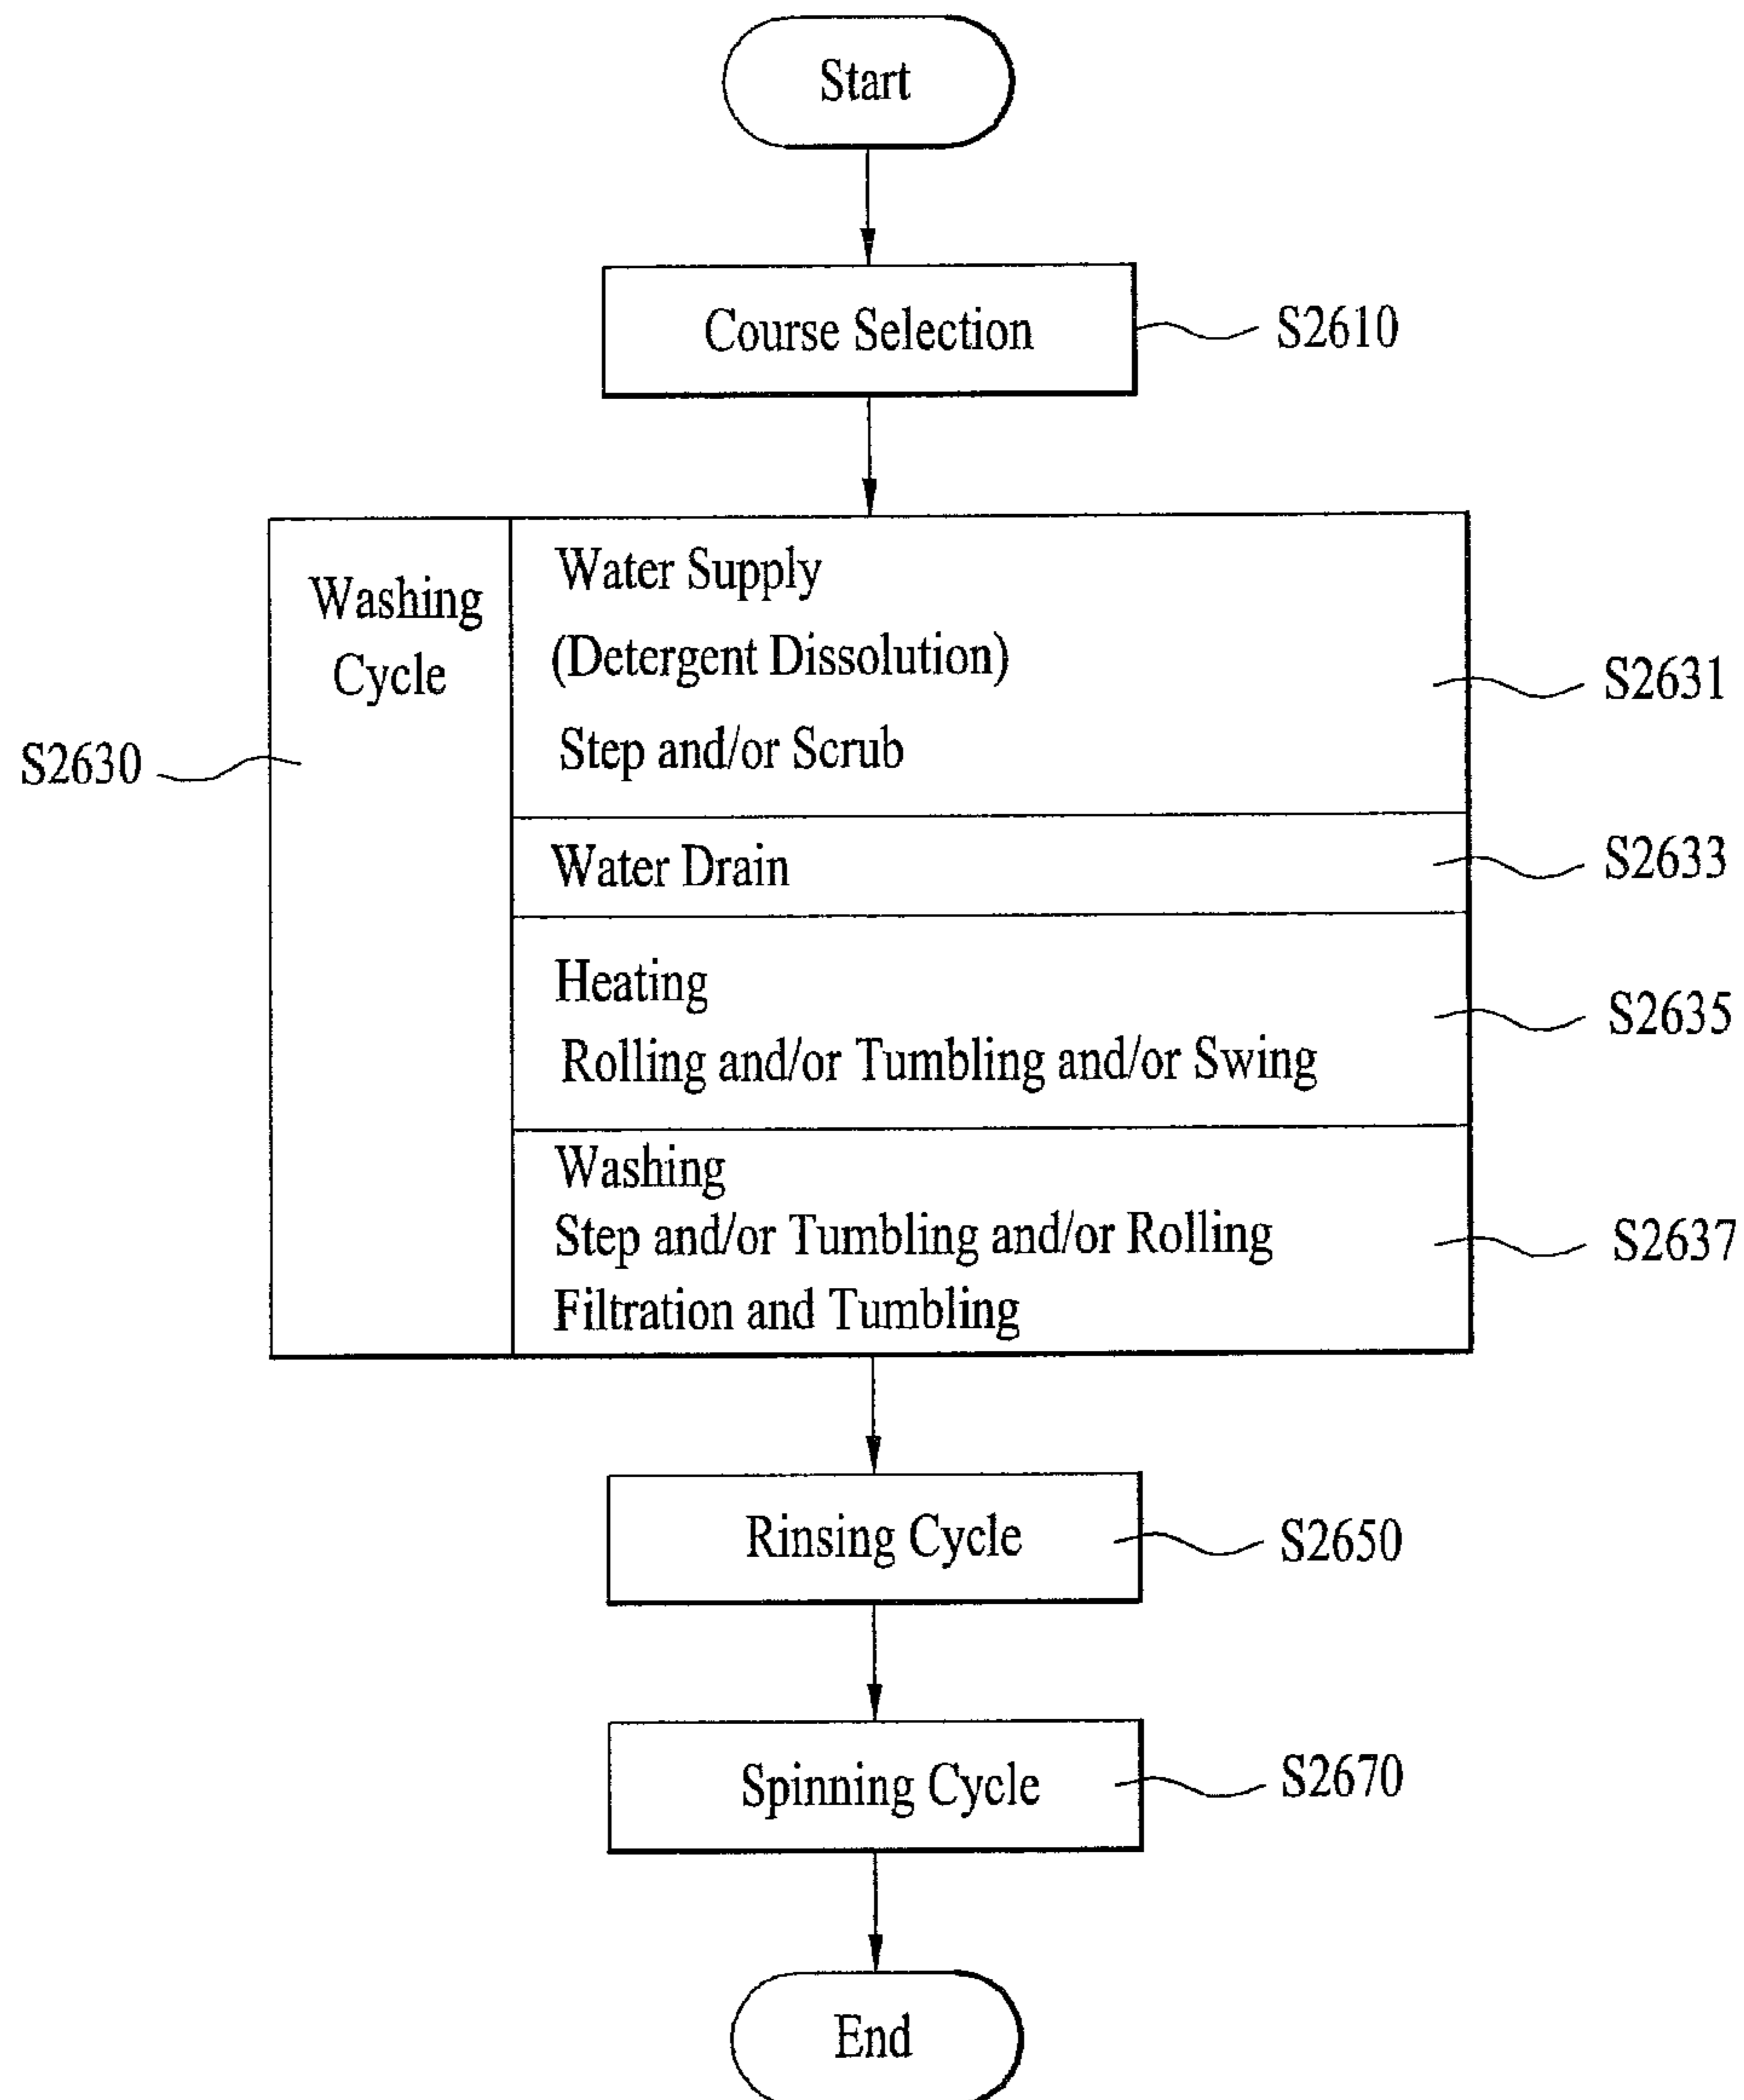 Start
Course Selection
S2610
Washing
Cycle
S2630
Water Supply
(Detergent Dissolution)
Step and/or Scrub
S2631
Water Drain
S2633
Heating
Rolling and/or Tumbling and/or Swing
S2635
Washing
Step and/or Tumbling and/or Rolling
Filtration and Tumbling
S2637
Rinsing Cycle
S2650
Spinning Cycle
S2670
End